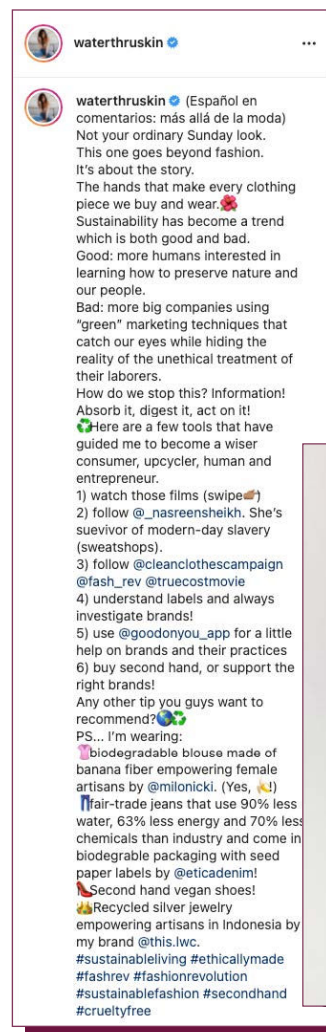 waterthruskin
...
waterthruskin (Español en
comentarios: más allá de la moda)
Not your ordinary Sunday look.
This one goes beyond fashion.
It’s about the story.
The hands that make every clothing
piece we buy and wear.🌺
Sustainability has become a trend
which is both good and bad.
Good: more humans interested in
learning how to preserve nature and
our people.
Bad: more big companies using
“green” marketing techniques that
catch our eyes while hiding the
reality of the unethical treatment of
their laborers.
How do we stop this? Information!
Absorb it, digest it, act on it!
♻️Here are a few tools that have
guided me to become a wiser
consumer, upcycler, human and
entrepreneur.
1) watch those films (swipe👉🏽)
2) follow @_nasreensheikh. She’s
suevivor of modern-day slavery
(sweatshops).
3) follow @cleanclothescampaign
@fash_rev @truecostmovie
4) understand labels and always
investigate brands!
5) use @goodonyou_app for a little
help on brands and their practices
6) buy second hand, or support the
right brands!
Any other tip you guys want to
recommend?🌎♻️
PS... I’m wearing:
👚biodegradable blouse made of
banana fiber empowering female
artisans by @milonicki. (Yes, 🍌!)
👖fair-trade jeans that use 90% less
water, 63% less energy and 70% less
chemicals than industry and come in
biodegrable packaging with seed
paper labels by @eticadenim!
👠Second hand vegan shoes!
👑Recycled silver jewelry
empowering artisans in Indonesia by
my brand @this.lwc.
#sustainableliving #ethicallymade
#fashrev #fashionrevolution
#sustainablefashion #secondhand
#crueltyfree